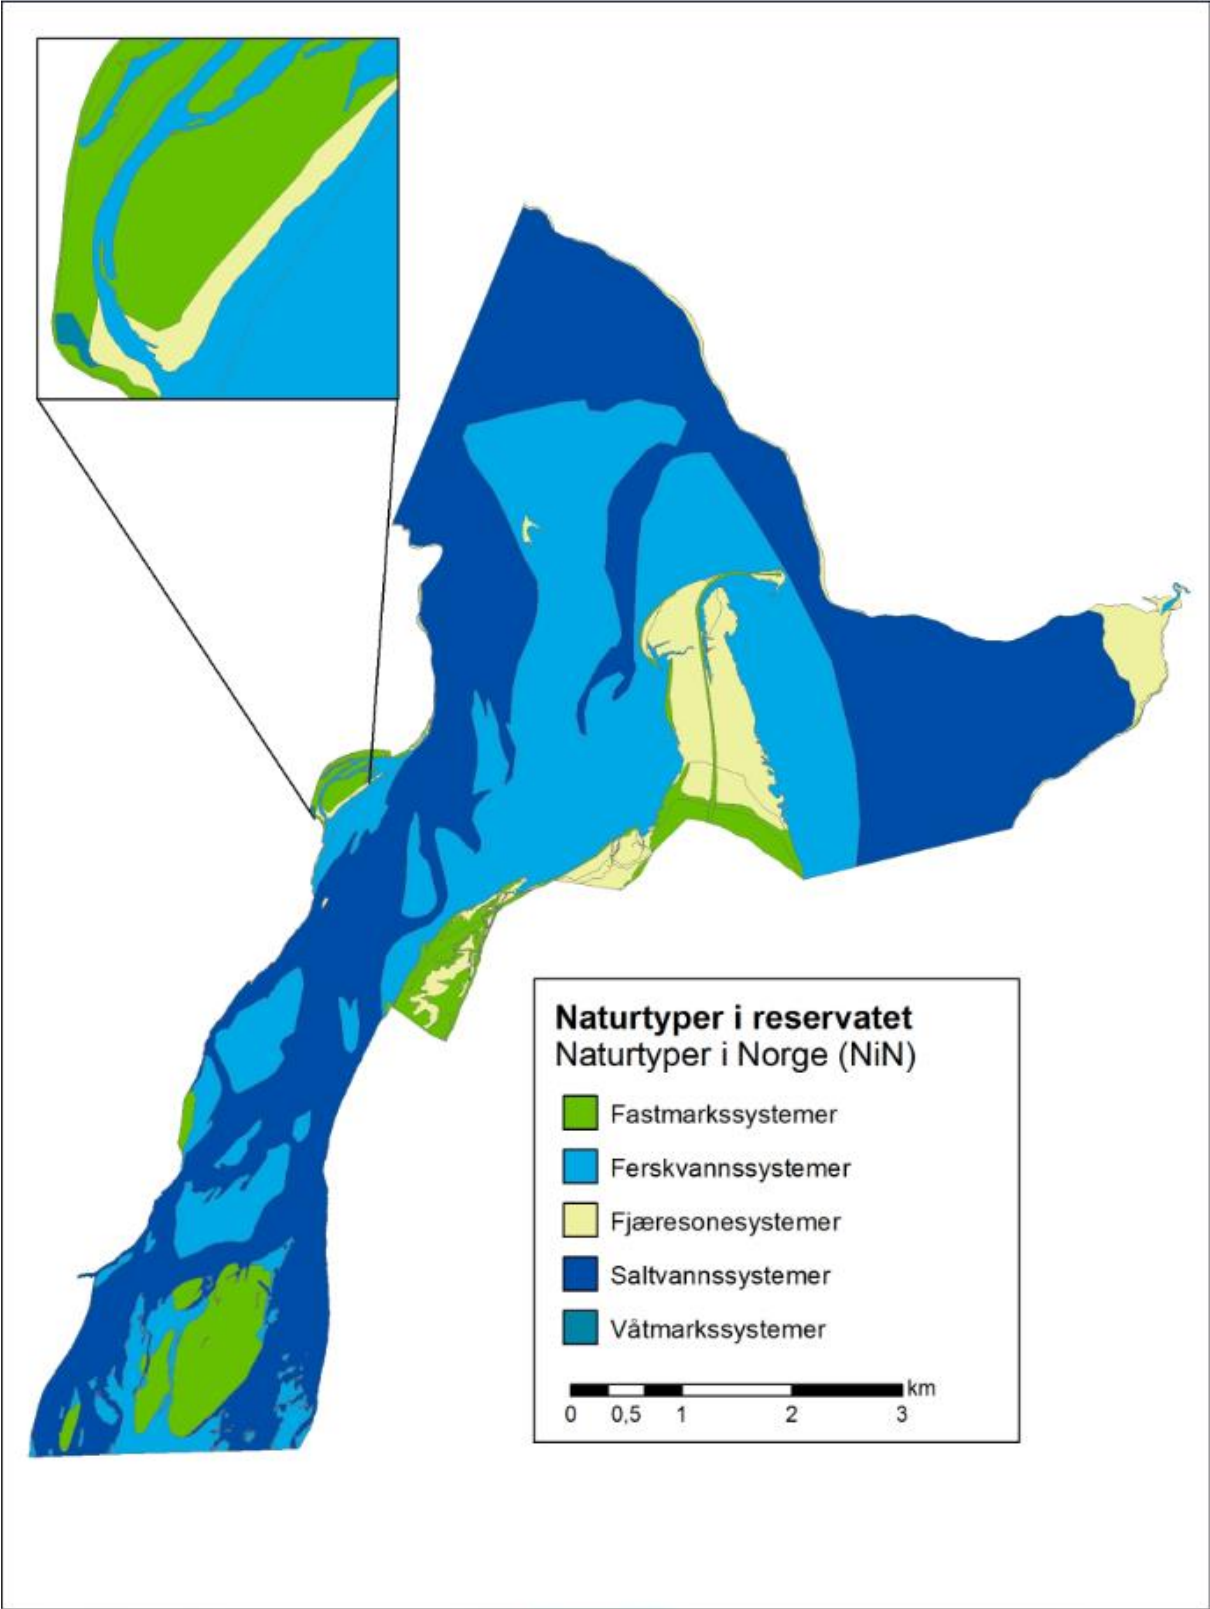 Naturtyper i reservatet
Naturtyper i Norge (NiN)
Fastmarkssystemer
Ferskvannssystemer
Fjæresonesystemer
Saltvannssystemer
Våtmarkssystemer
km
0 0,5 1 2 3